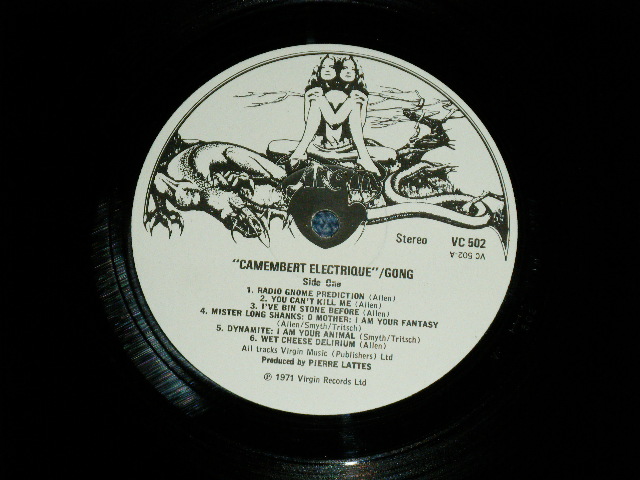 Virgin
Stereo VC 502
VC 502-A
"CAMEMBERT ELECTRIQUE"/GONG
Side One
1. RADIO GNOME PREDICTION (Allen)
2. YOU CAN'T KILL ME (Allen)
3. I'VE BIN STONE BEFORE (Allen)
4. MISTER LONG SHANKS: O MOTHER: I AM YOUR FANTASY
(Allen/Smyth/Tritsch)
5. DYNAMITE: I AM YOUR ANIMAL (Smyth/Tritsch)
6. WET CHEESE DELIRIUM (Allen)
All tracks Virgin Music (Publishers) Ltd
Produced by PIERRE LATTES
℗ 1971 Virgin Records Ltd